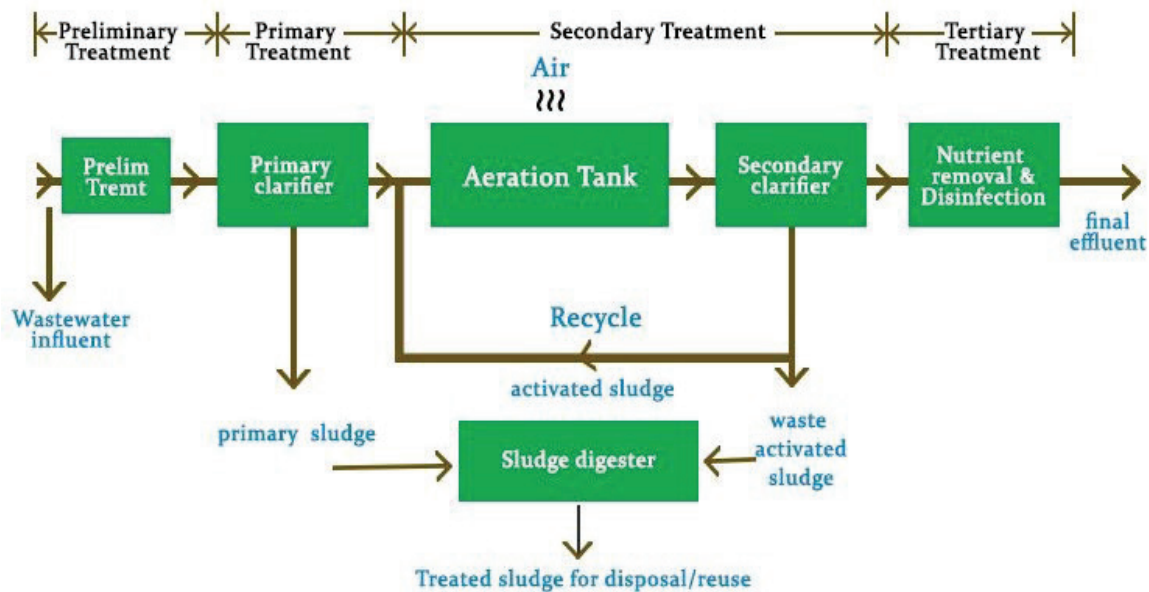 Preliminary
Treatment
Primary
Treatment
Secondary Treatment
Tertiary
Treatment
Air
Prelim
Tremt
Primary
clarifier
Aeration Tank
Secondary
clarifier
Nutrient
removal &
Disinfection
final
effluent
Wastewater
influent
Recycle
activated sludge
primary sludge
Sludge digester
waste
activated
sludge
Treated sludge for disposal/reuse